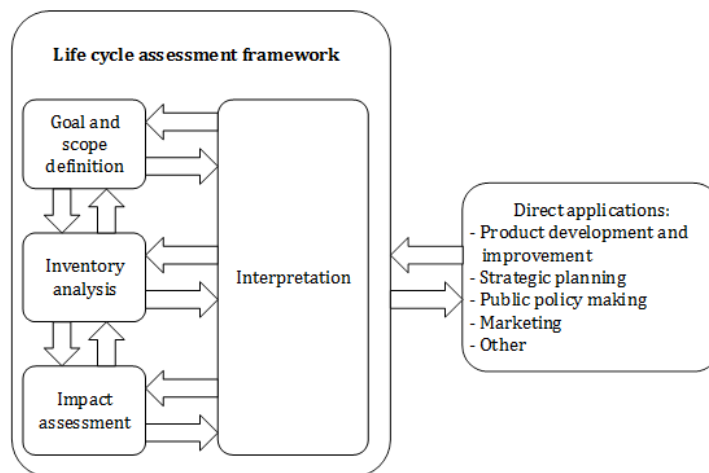 Life cycle assessment framework
Goal and
scope
definition
Inventory
analysis
Impact
assessment
Interpretation
Direct applications:
- Product development and
improvement
- Strategic planning
- Public policy making
- Marketing
- Other